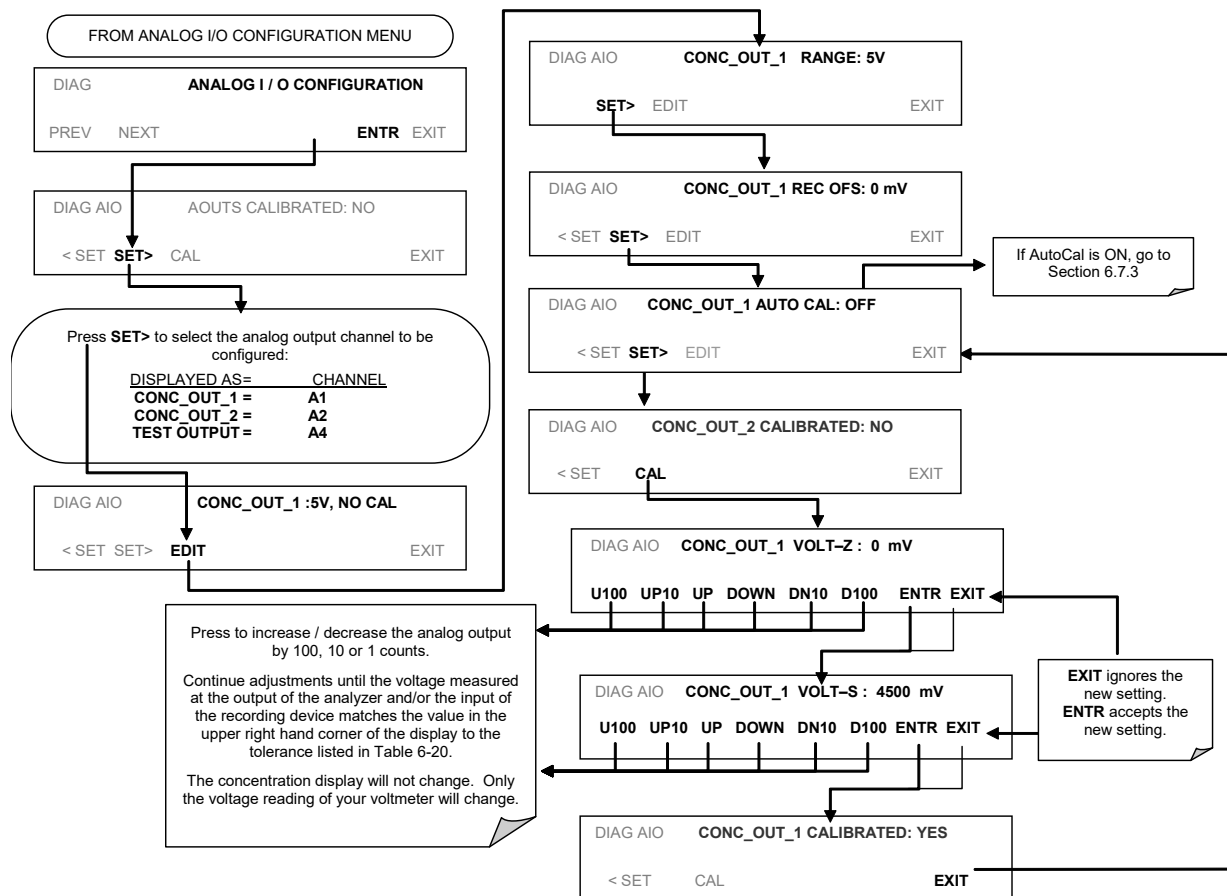 FROM ANALOG I/O CONFIGURATION MENU
DIAG ANALOG I / O CONFIGURATION
PREV NEXT ENTR EXIT
DIAG AIO AOUTS CALIBRATED: NO
< SET SET> CAL EXIT
Press SET> to select the analog output channel to be
configured:
DISPLAYED AS= CHANNEL
CONC_OUT_1 = A1
CONC_OUT_2 = A2
TEST OUTPUT = A4
DIAG AIO CONC_OUT_1 :5V, NO CAL
< SET SET> EDIT EXIT
DIAG AIO CONC_OUT_1 RANGE: 5V
SET> EDIT EXIT
DIAG AIO CONC_OUT_1 REC OFS: 0 mV
< SET SET> EDIT EXIT
If AutoCal is ON, go to
Section 6.7.3
DIAG AIO CONC_OUT_1 AUTO CAL: OFF
< SET SET> EDIT EXIT
DIAG AIO CONC_OUT_2 CALIBRATED: NO
< SET CAL EXIT
DIAG AIO CONC_OUT_1 VOLT–Z : 0 mV
U100 UP10 UP DOWN DN10 D100 ENTR EXIT
Press to increase / decrease the analog output
by 100, 10 or 1 counts.
Continue adjustments until the voltage measured
at the output of the analyzer and/or the input of
the recording device matches the value in the
upper right hand corner of the display to the
tolerance listed in Table 6-20.
The concentration display will not change. Only
the voltage reading of your voltmeter will change.
EXIT ignores the
new setting.
ENTR accepts the
new setting.
DIAG AIO CONC_OUT_1 VOLT–S : 4500 mV
U100 UP10 UP DOWN DN10 D100 ENTR EXIT
DIAG AIO CONC_OUT_1 CALIBRATED: YES
< SET CAL EXIT